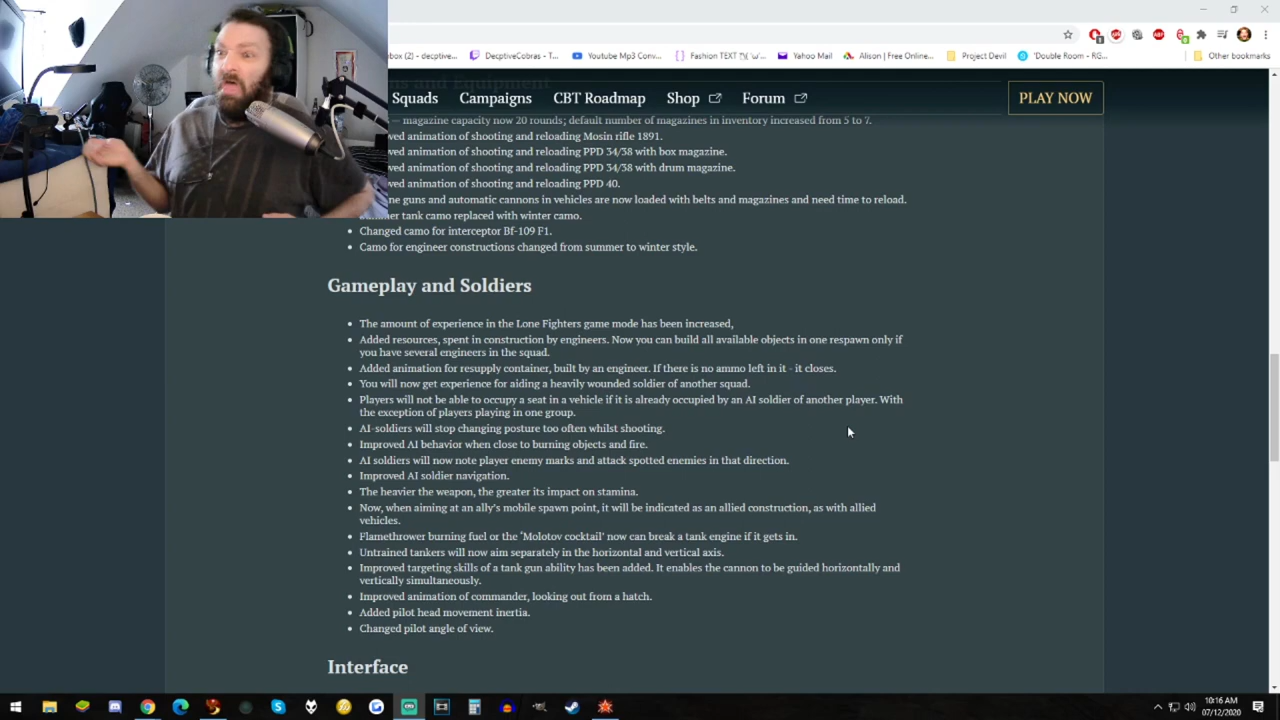 nbox (2) - decptive...
DecptiveCobras - T...
Youtube Mp3 Conv...
Fashion TEXT "\( 'ω'...
Yahoo Mail
Alison | Free Online...
Project Devil
'Double Room - RG...
Other bookmarks
ns and Equipment
Squads Campaigns CBT Roadmap Shop Forum PLAY NOW
— magazine capacity now 20 rounds; default number of magazines in inventory increased from 5 to 7.
ved animation of shooting and reloading Mosin rifle 1891.
ved animation of shooting and reloading PPD 34/38 with box magazine.
ved animation of shooting and reloading PPD 34/38 with drum magazine.
ved animation of shooting and reloading PPD 40.
ne guns and automatic cannons in vehicles are now loaded with belts and magazines and need time to reload.
mer tank camo replaced with winter camo.
Changed camo for interceptor Bf-109 F1.
Camo for engineer constructions changed from summer to winter style.
Gameplay and Soldiers
The amount of experience in the Lone Fighters game mode has been increased,
Added resources, spent in construction by engineers. Now you can build all available objects in one respawn only if
you have several engineers in the squad.
Added animation for resupply container, built by an engineer. If there is no ammo left in it - it closes.
You will now get experience for aiding a heavily wounded soldier of another squad.
Players will not be able to occupy a seat in a vehicle if it is already occupied by an AI soldier of another player. With
the exception of players playing in one group.
AI-soldiers will stop changing posture too often whilst shooting.
Improved AI behavior when close to burning objects and fire.
AI soldiers will now note player enemy marks and attack spotted enemies in that direction.
Improved AI soldier navigation.
The heavier the weapon, the greater its impact on stamina.
Now, when aiming at an ally's mobile spawn point, it will be indicated as an allied construction, as with allied
vehicles.
Flamethrower burning fuel or the 'Molotov cocktail' now can break a tank engine if it gets in.
Untrained tankers will now aim separately in the horizontal and vertical axis.
Improved targeting skills of a tank gun ability has been added. It enables the cannon to be guided horizontally and
vertically simultaneously.
Improved animation of commander, looking out from a hatch.
Added pilot head movement inertia.
Changed pilot angle of view.
Interface
10:16 AM
07/12/2020